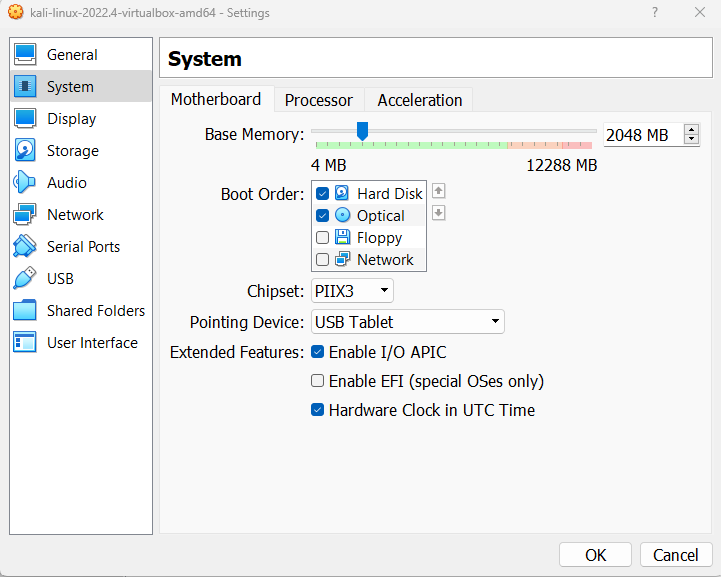 kali-linux-2022.4-virtualbox-amd64 - Settings ?
General
System
Display
Storage
Audio
Network
Serial Ports
USB
Shared Folders
User Interface
System
Motherboard Processor Acceleration
Base Memory: 2048 MB
4 MB 12288 MB
Boot Order: Hard Disk
Optical
Floppy
Network
Chipset: PIIX3
Pointing Device: USB Tablet
Extended Features: Enable I/O APIC
Enable EFI (special OSes only)
Hardware Clock in UTC Time
OK Cancel